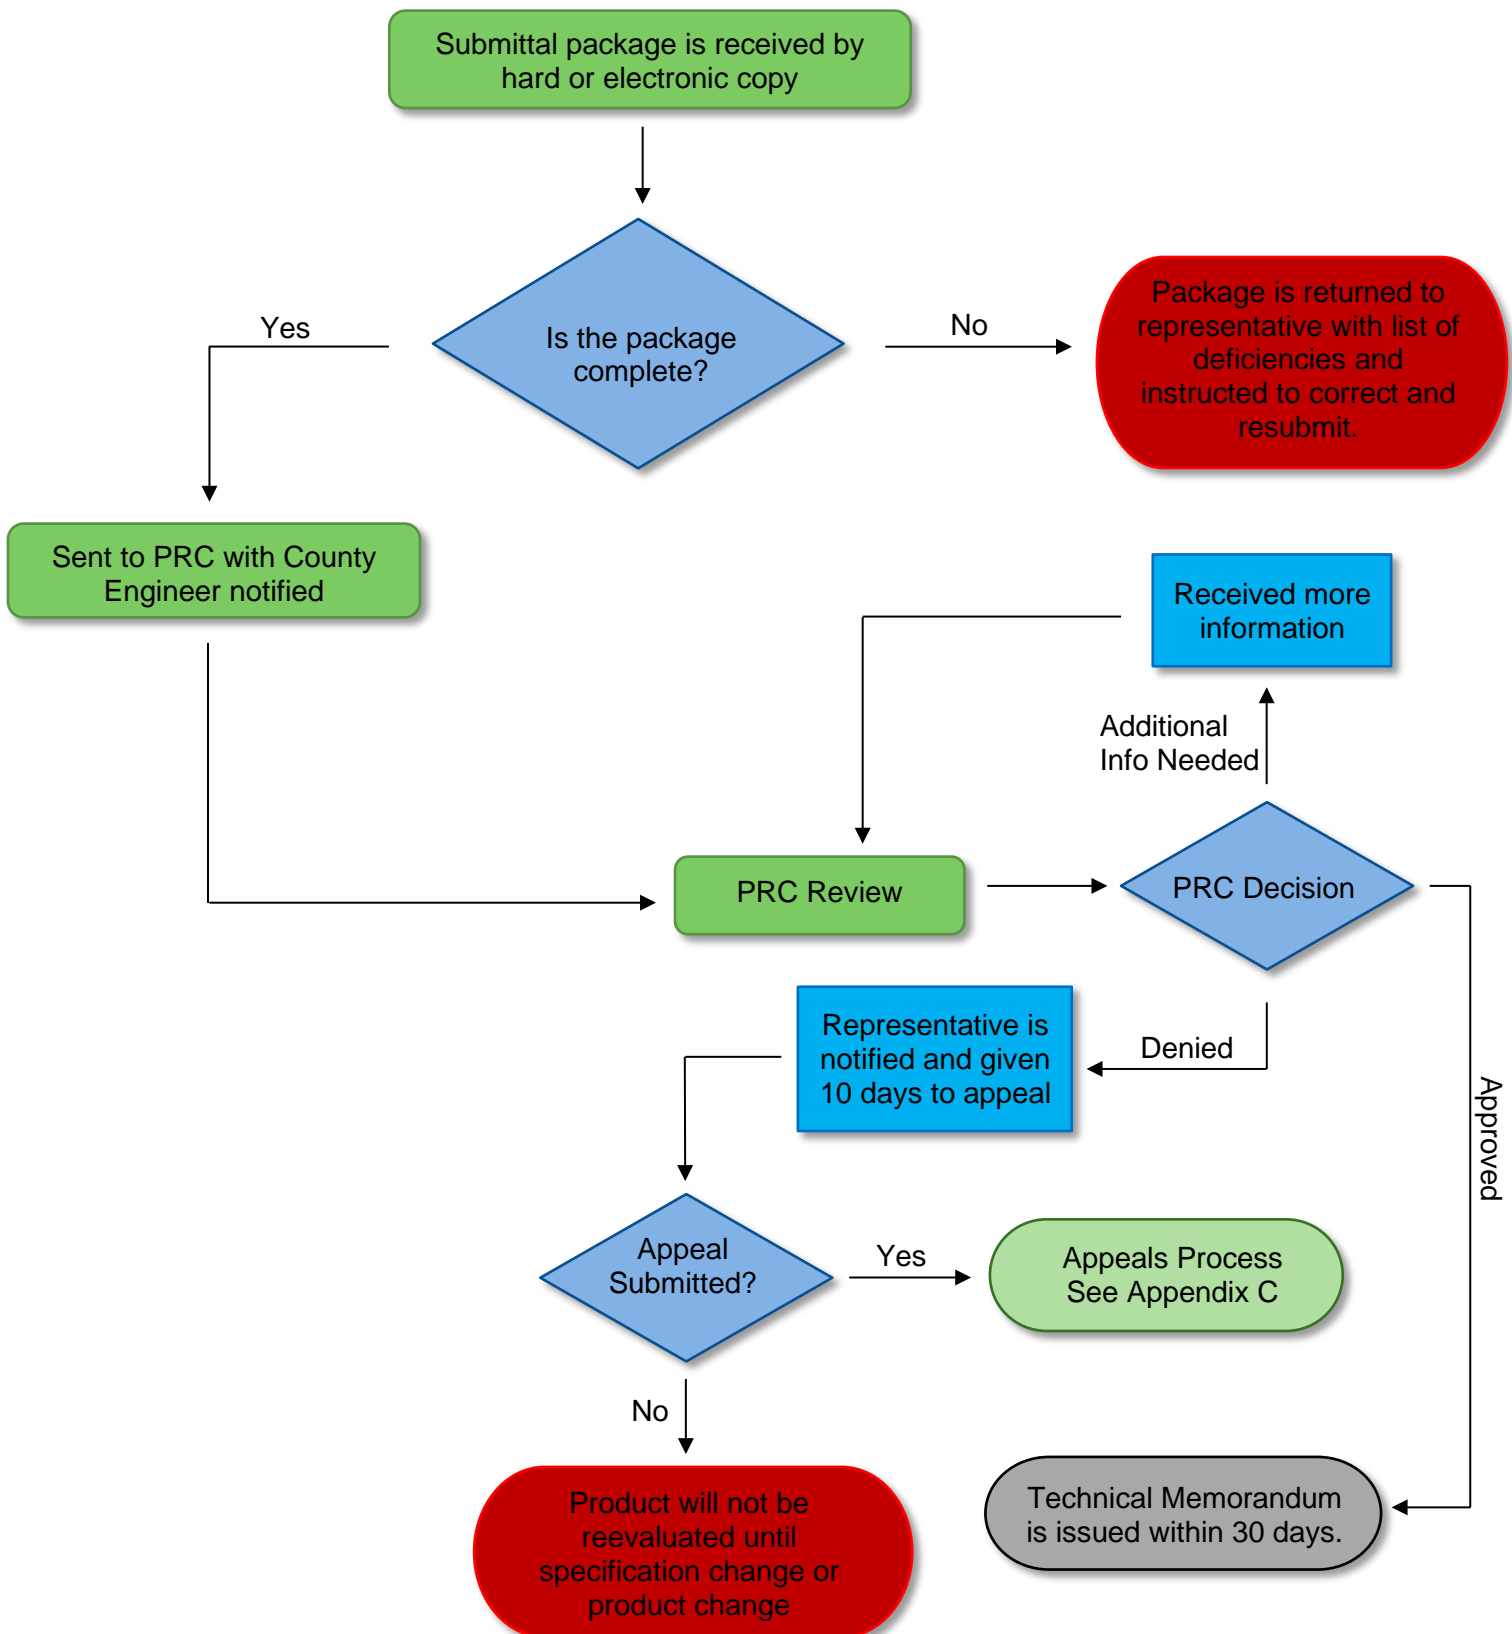 Submittal package is received by
hard or electronic copy
Is the package
complete?
Yes
No
Package is returned to
representative with list of
deficiencies and
instructed to correct and
resubmit.
Sent to PRC with County
Engineer notified
Received more
information
Additional
Info Needed
PRC Review
PRC Decision
Representative is
notified and given
10 days to appeal
Denied
Approved
Appeal
Submitted?
Yes
Appeals Process
See Appendix C
No
Product will not be
reevaluated until
specification change or
product change
Technical Memorandum
is issued within 30 days.